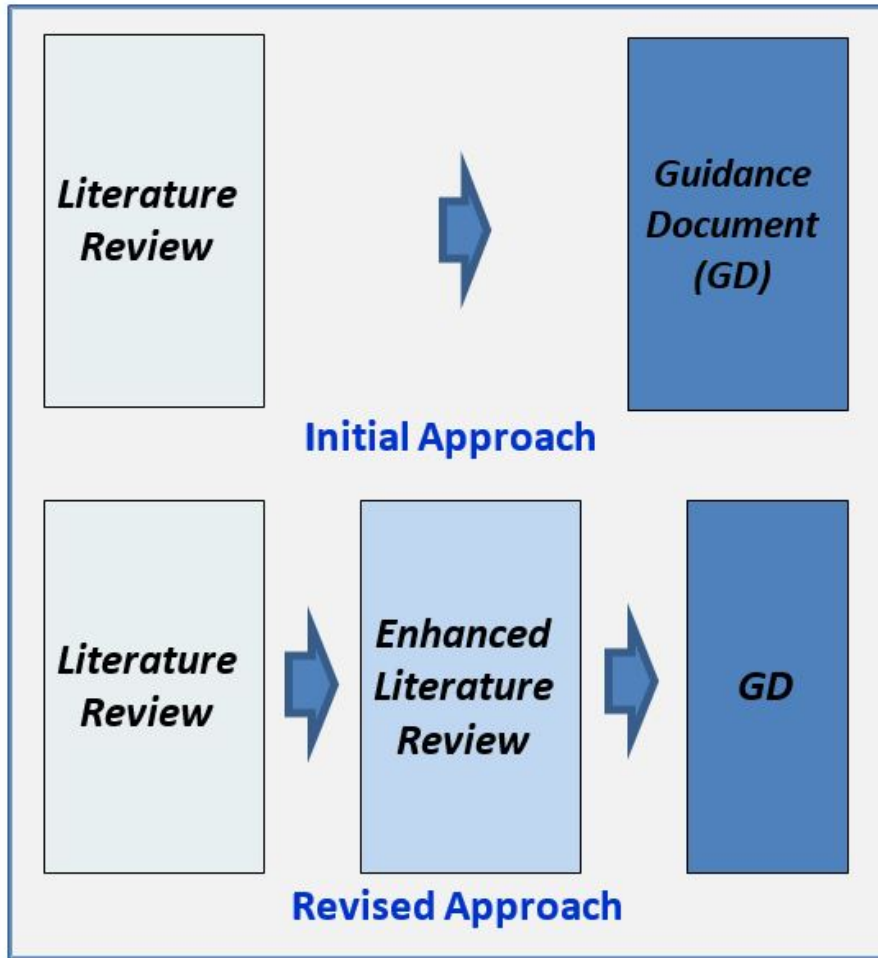 Literature
Review
Guidance
Document
(GD)
Initial Approach
Literature
Review
Enhanced
Literature
Review
GD
Revised Approach